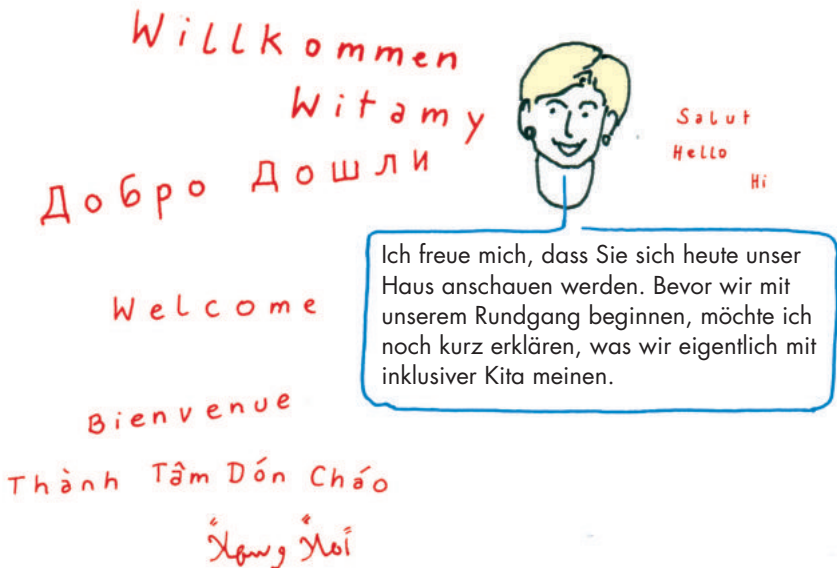 Willkommen
Witamy
Добро Дошли
Salut
Hello
Hi
Ich freue mich, dass Sie sich heute unser
Haus anschauen werden. Bevor wir mit
unserem Rundgang beginnen, möchte ich
noch kurz erklären, was wir eigentlich mit
inklusiver Kita meinen.
Welcome
Bienvenue
Thành Tâm Dón Cháo